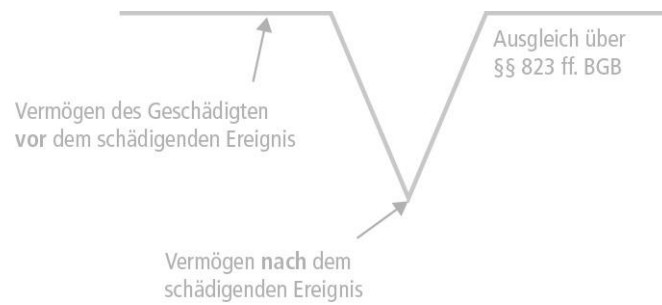 Ausgleich über
§§ 823 ff. BGB
Vermögen des Geschädigten
vor dem schädigenden Ereignis
Vermögen nach dem
schädigenden Ereignis